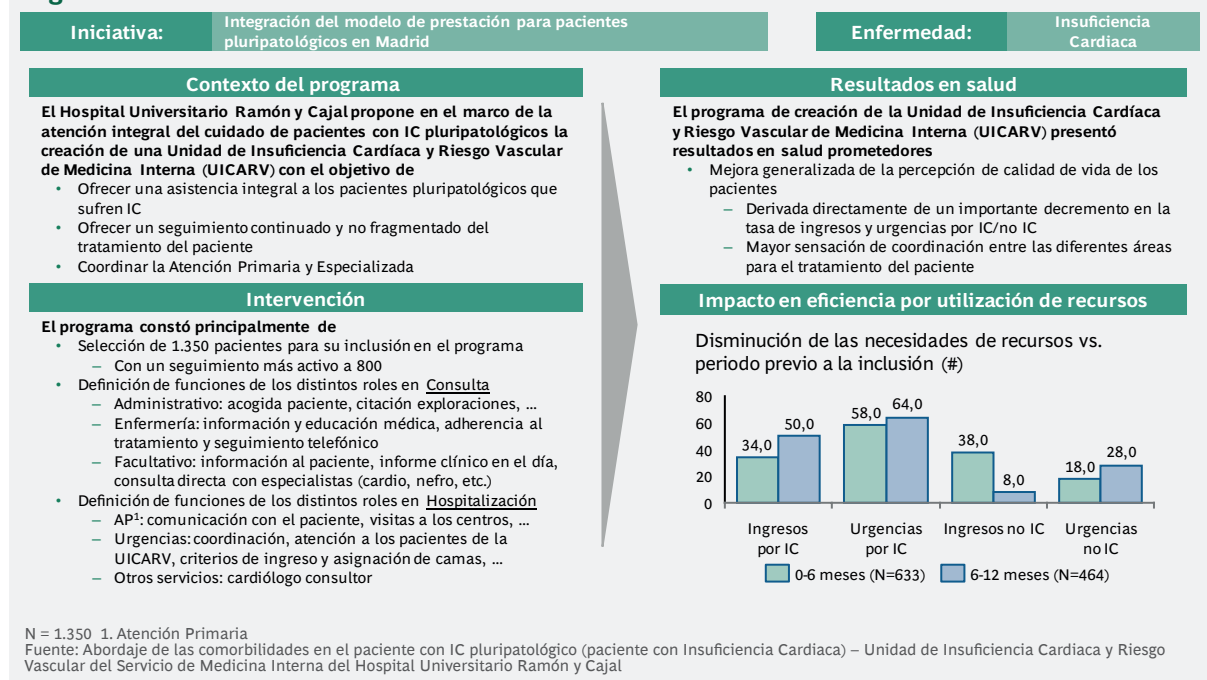 Iniciativa:
Integración del modelo de prestación para pacientes
pluripatológicos en Madrid
Enfermedad:
Insuficiencia
Cardiaca
Contexto del programa
El Hospital Universitario Ramón y Cajal propone en el marco de la
atención integral del cuidado de pacientes con IC pluripatológicos la
creación de una Unidad de Insuficiencia Cardíaca y Riesgo Vascular
de Medicina Interna (UICARV) con el objetivo de
• Ofrecer una asistencia integral a los pacientes pluripatológicos que
sufren IC
• Ofrecer un seguimiento continuado y no fragmentado del
tratamiento del paciente
• Coordinar la Atención Primaria y Especializada
Intervención
El programa constó principalmente de
• Selección de 1.350 pacientes para su inclusión en el programa
– Con un seguimiento más activo a 800
• Definición de funciones de los distintos roles en Consulta
– Administrativo: acogida paciente, citación exploraciones, ...
– Enfermería: información y educación médica, adherencia al
tratamiento y seguimiento telefónico
– Facultativo: información al paciente, informe clínico en el día,
consulta directa con especialistas (cardio, nefro, etc.)
• Definición de funciones de los distintos roles en Hospitalización
– AP¹: comunicación con el paciente, visitas a los centros, ...
– Urgencias: coordinación, atención a los pacientes de la
UICARV, criterios de ingreso y asignación de camas, ...
– Otros servicios: cardiólogo consultor
Resultados en salud
El programa de creación de la Unidad de Insuficiencia Cardíaca
y Riesgo Vascular de Medicina Interna (UICARV) presentó
resultados en salud prometedores
• Mejora generalizada de la percepción de calidad de vida de los
pacientes
– Derivada directamente de un importante decremento en la
tasa de ingresos y urgencias por IC/no IC
– Mayor sensación de coordinación entre las diferentes áreas
para el tratamiento del paciente
Impacto en eficiencia por utilización de recursos
Disminución de las necesidades de recursos vs.
periodo previo a la inclusión (#)
80
60
40
20
0
34,0
50,0
58,0
64,0
38,0
8,0
18,0
28,0
Ingresos
por IC
Urgencias
por IC
Ingresos no IC
Urgencias
no IC
0-6 meses (N=633)
6-12 meses (N=464)
N = 1.350 1. Atención Primaria
Fuente: Abordaje de las comorbilidades en el paciente con IC pluripatológico (paciente con Insuficiencia Cardiaca) – Unidad de Insuficiencia Cardiaca y Riesgo
Vascular del Servicio de Medicina Interna del Hospital Universitario Ramón y Cajal